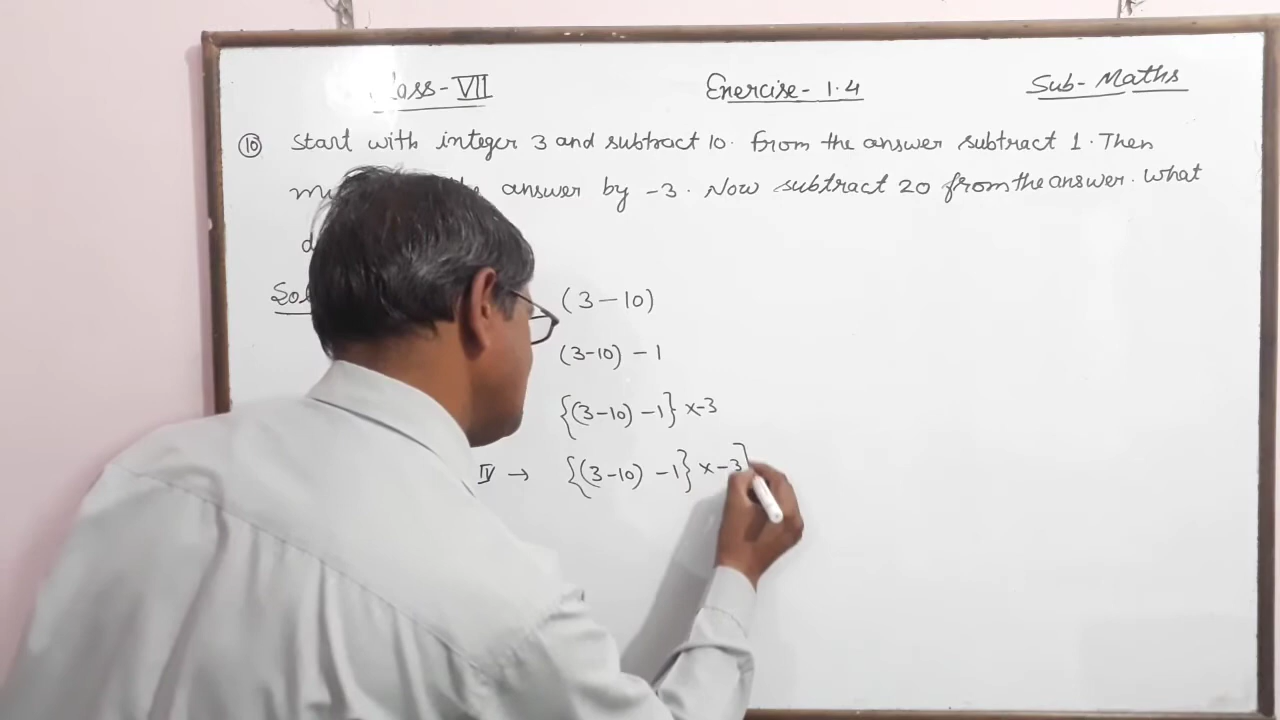 Class - VII Exercise - 1.4 Sub - Maths
10 Start with integer 3 and subtract 10. From the answer subtract 1. Then
answer by -3. Now subtract 20 from the answer. What
Sol
(3-10)
(3-10) -1
{(3-10) -1} x-3
IV → {(3-10) -1} x-3]